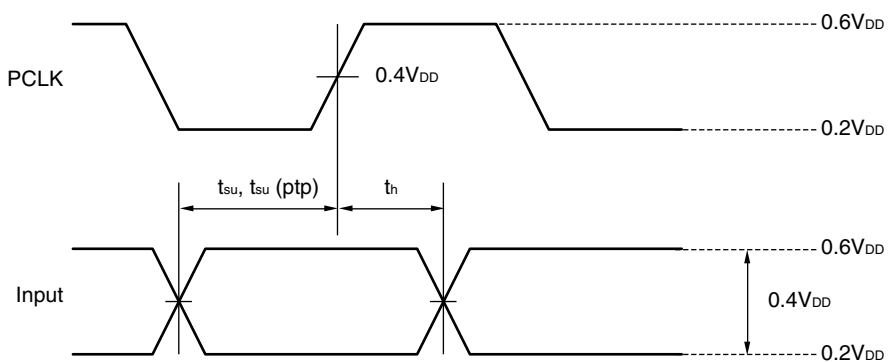 0.6VDD
PCLK
0.4VDD
0.2VDD
tsu, tsu (ptp)
th
0.6VDD
Input
0.4VDD
0.2VDD